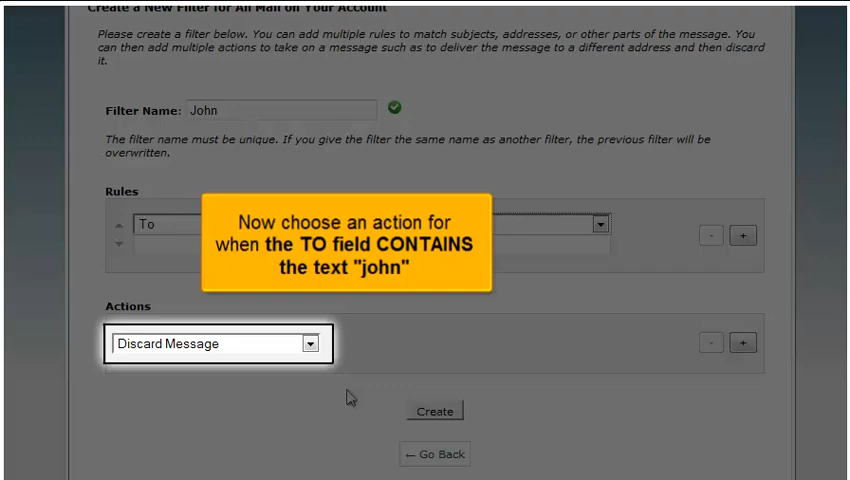 Create a New Filter for All Mail on Your Account
Please create a filter below. You can add multiple rules to match subjects, addresses, or other parts of the message. You
can then add multiple actions to take on a message such as to deliver the message to a different address and then discard
it.
Filter Name: John
The filter name must be unique. If you give the filter the same name as another filter, the previous filter will be
overwritten.
Rules
To
- +
Now choose an action for
when the TO field CONTAINS
the text "john"
Actions
Discard Message
- +
Create
← Go Back